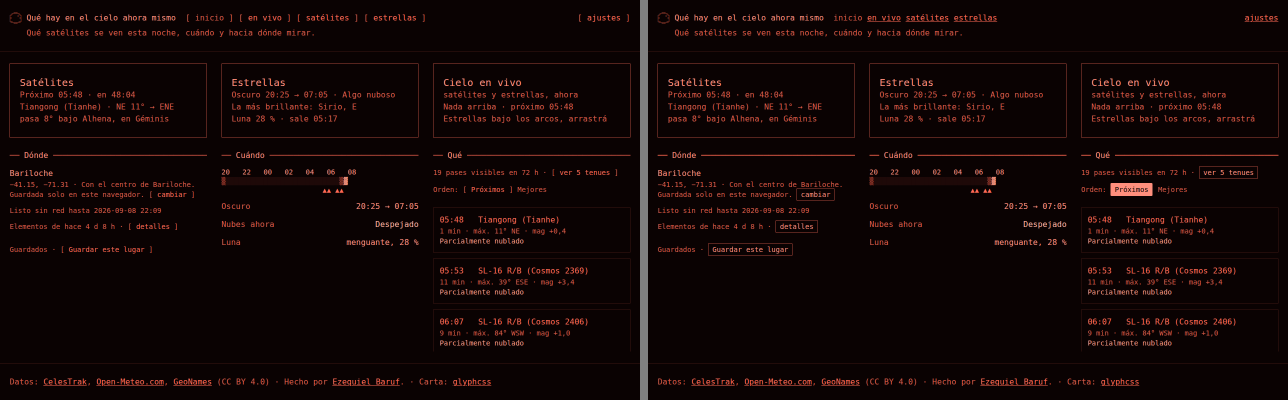 Qué hay en el cielo ahora mismo [ inicio ] [ en vivo ] [ satélites ] [ estrellas ] [ ajustes ]
Qué satélites se ven esta noche, cuándo y hacia dónde mirar.
Satélites
Próximo 05:48 · en 48:04
Tiangong (Tianhe) · NE 11° → ENE
pasa 8° bajo Alhena, en Géminis
Estrellas
Oscuro 20:25 → 07:05 · Algo nuboso
La más brillante: Sirio, E
Luna 28 % · sale 05:17
Cielo en vivo
satélites y estrellas, ahora
Nada arriba · próximo 05:48
Estrellas bajo los arcos, arrastrá
Dónde
Bariloche
−41.15, −71.31 · Con el centro de Bariloche.
Guardada solo en este navegador. [ cambiar ]
Listo sin red hasta 2026-09-08 22:09
Elementos de hace 4 d 8 h · [ detalles ]
Guardados · [ Guardar este lugar ]
Cuándo
20 22 00 02 04 06 08
▲▲ ▲▲
Oscuro 20:25 → 07:05
Nubes ahora Despejado
Luna menguante, 28 %
Qué
19 pases visibles en 72 h · [ ver 5 tenues ]
Orden: [ Próximos ] Mejores
05:48 Tiangong (Tianhe)
1 min · máx. 11° NE · mag +0,4
Parcialmente nublado
05:53 SL-16 R/B (Cosmos 2369)
11 min · máx. 39° ESE · mag +3,4
Parcialmente nublado
06:07 SL-16 R/B (Cosmos 2406)
9 min · máx. 84° WSW · mag +1,0
Parcialmente nublado
Datos: CelesTrak, Open-Meteo.com, GeoNames (CC BY 4.0) · Hecho por Ezequiel Baruf. · Carta: glyphcss
Qué hay en el cielo ahora mismo inicio en vivo satélites estrellas ajustes
Qué satélites se ven esta noche, cuándo y hacia dónde mirar.
Satélites
Próximo 05:48 · en 48:04
Tiangong (Tianhe) · NE 11° → ENE
pasa 8° bajo Alhena, en Géminis
Estrellas
Oscuro 20:25 → 07:05 · Algo nuboso
La más brillante: Sirio, E
Luna 28 % · sale 05:17
Cielo en vivo
satélites y estrellas, ahora
Nada arriba · próximo 05:48
Estrellas bajo los arcos, arrastrá
Dónde
Bariloche
−41.15, −71.31 · Con el centro de Bariloche.
Guardada solo en este navegador. cambiar
Listo sin red hasta 2026-09-08 22:09
Elementos de hace 4 d 8 h · detalles
Guardados · Guardar este lugar
Cuándo
20 22 00 02 04 06 08
▲▲ ▲▲
Oscuro 20:25 → 07:05
Nubes ahora Despejado
Luna menguante, 28 %
Qué
19 pases visibles en 72 h · ver 5 tenues
Orden: Próximos Mejores
05:48 Tiangong (Tianhe)
1 min · máx. 11° NE · mag +0,4
Parcialmente nublado
05:53 SL-16 R/B (Cosmos 2369)
11 min · máx. 39° ESE · mag +3,4
Parcialmente nublado
06:07 SL-16 R/B (Cosmos 2406)
9 min · máx. 84° WSW · mag +1,0
Parcialmente nublado
Datos: CelesTrak, Open-Meteo.com, GeoNames (CC BY 4.0) · Hecho por Ezequiel Baruf. · Carta: glyphcss